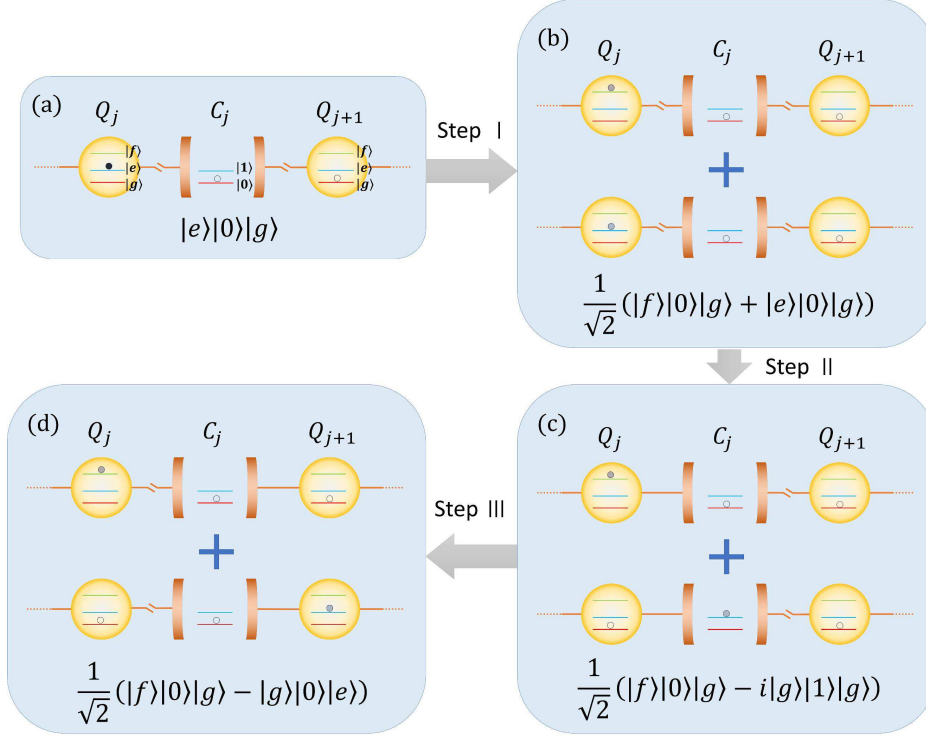 (a)
Q_j C_j Q_{j+1}
|f⟩ |f⟩
|e⟩ |1⟩ |e⟩
|g⟩ |0⟩ |g⟩
|e⟩|0⟩|g⟩
Step Ⅰ
(b)
Q_j C_j Q_{j+1}
+
1/√2 (|f⟩|0⟩|g⟩ + |e⟩|0⟩|g⟩)
Step Ⅱ
(c)
Q_j C_j Q_{j+1}
+
1/√2 (|f⟩|0⟩|g⟩ − i|g⟩|1⟩|g⟩)
Step Ⅲ
(d)
Q_j C_j Q_{j+1}
+
1/√2 (|f⟩|0⟩|g⟩ − |g⟩|0⟩|e⟩)